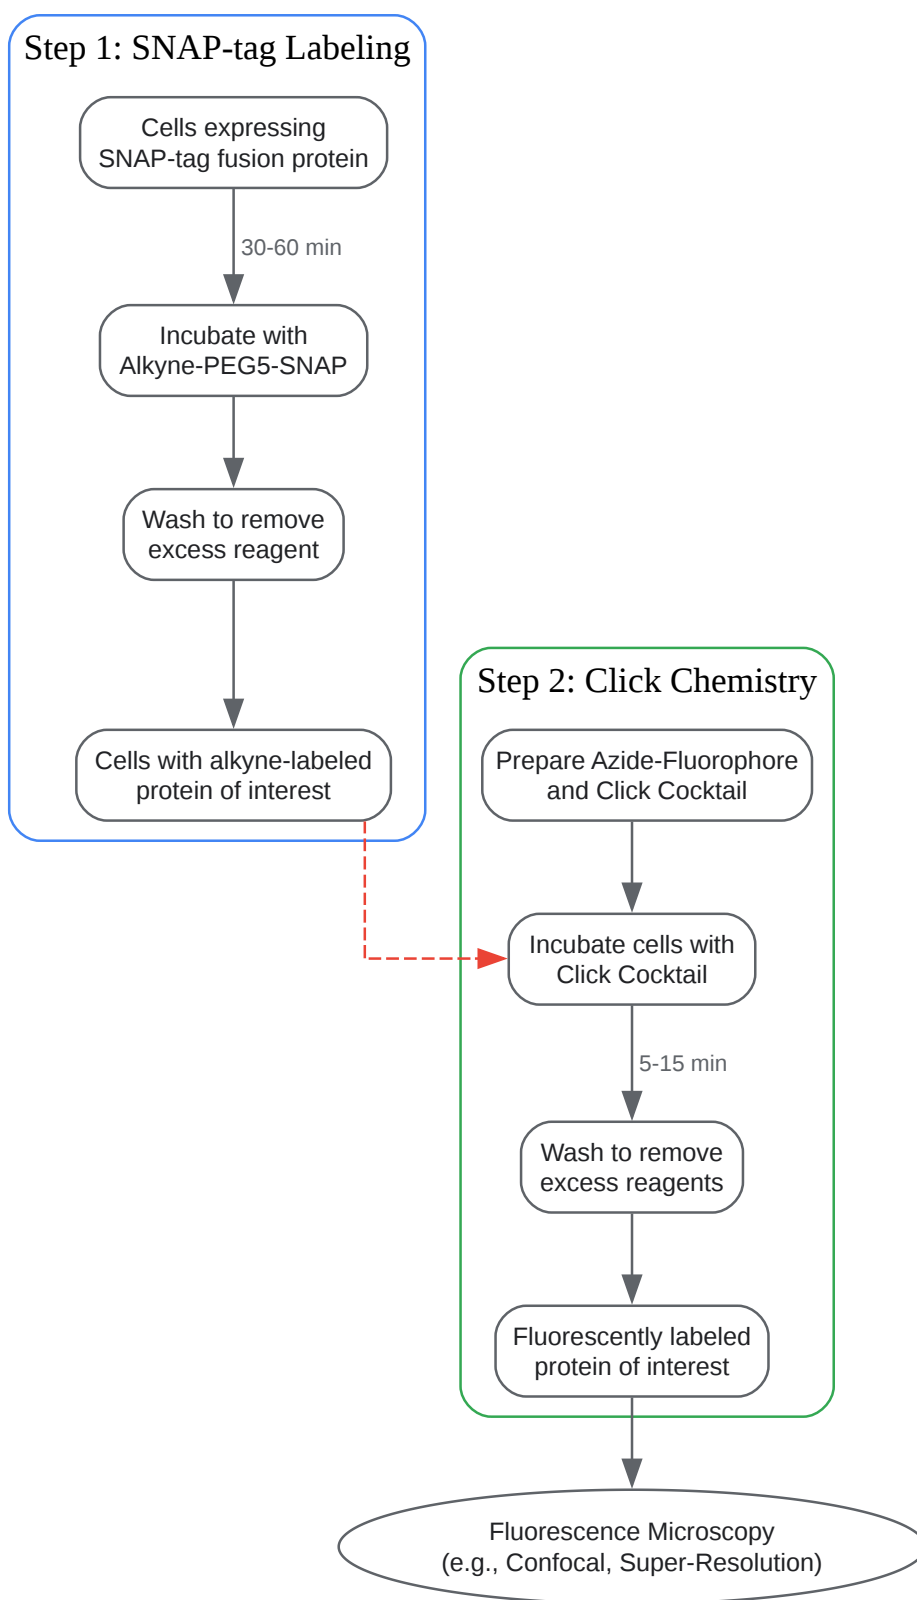 Step 1: SNAP-tag Labeling
Cells expressing
SNAP-tag fusion protein
30-60 min
Incubate with
Alkyne-PEG5-SNAP
Wash to remove
excess reagent
Cells with alkyne-labeled
protein of interest
Step 2: Click Chemistry
Prepare Azide-Fluorophore
and Click Cocktail
Incubate cells with
Click Cocktail
5-15 min
Wash to remove
excess reagents
Fluorescently labeled
protein of interest
Fluorescence Microscopy
(e.g., Confocal, Super-Resolution)